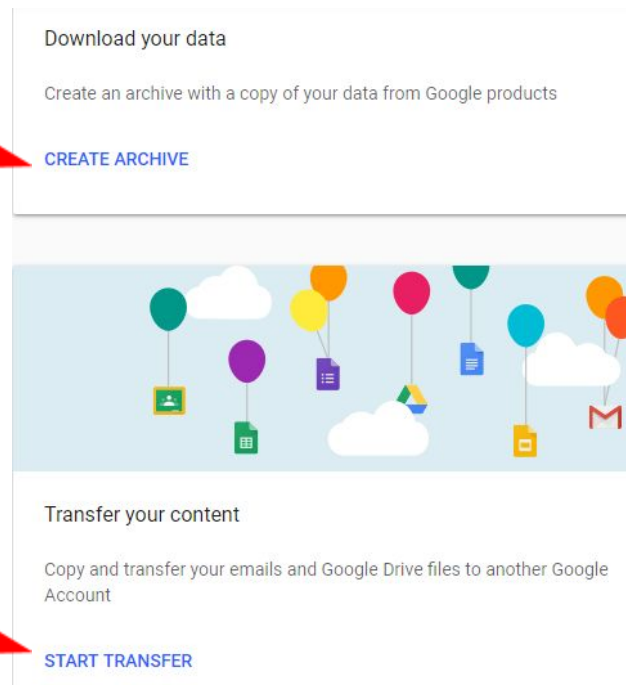 Download your data
Create an archive with a copy of your data from Google products
CREATE ARCHIVE
Transfer your content
Copy and transfer your emails and Google Drive files to another Google
Account
START TRANSFER